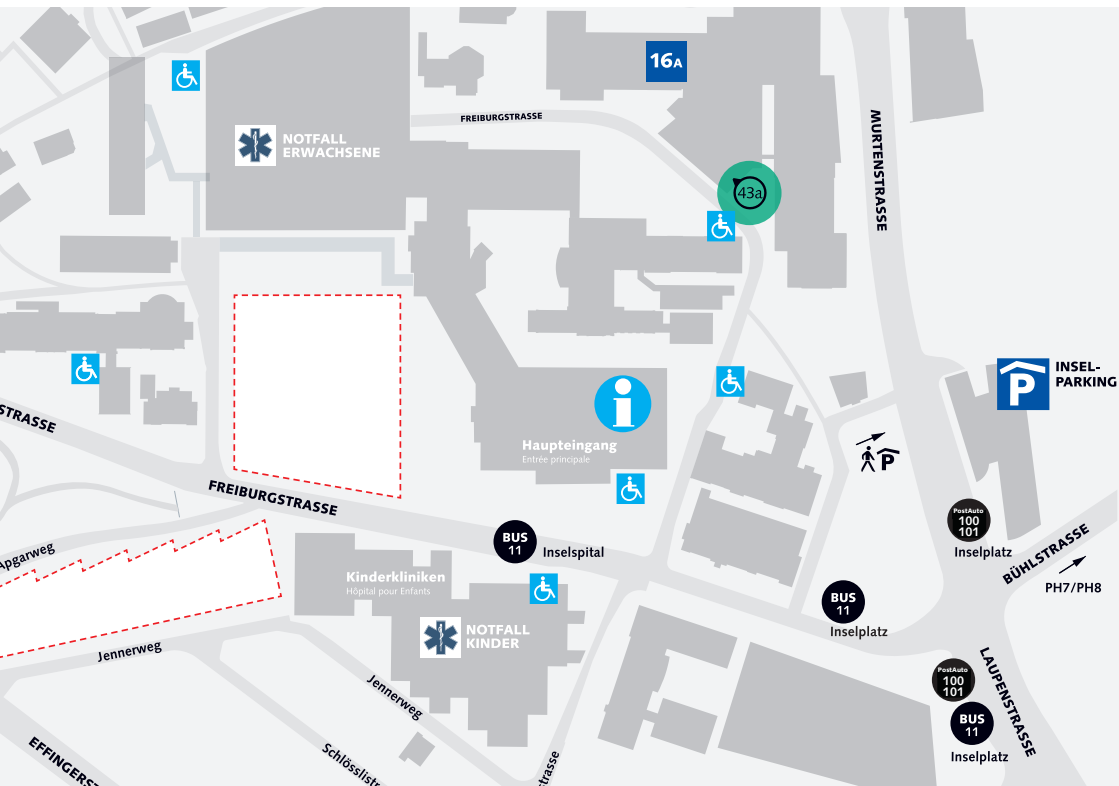 16A
FREIBURGSTRASSE
MURTENSTRASSE
NOTFALL
ERWACHSENE
43a
INSEL-
PARKING
P
i
Haupteingang
Entrée principale
P
STRASSE
FREIBURGSTRASSE
BUS
11
Inselspital
PostAuto
100
101
Inselplatz
BÜHLSTRASSE
PH7/PH8
Apgarweg
Kinderkliniken
Hôpital pour Enfants
BUS
11
Inselplatz
NOTFALL
KINDER
Jennerweg
Jennerweg
PostAuto
100
101
LAUPENSTRASSE
BUS
11
Inselplatz
EFFINGERST
Schlösslistr
strasse